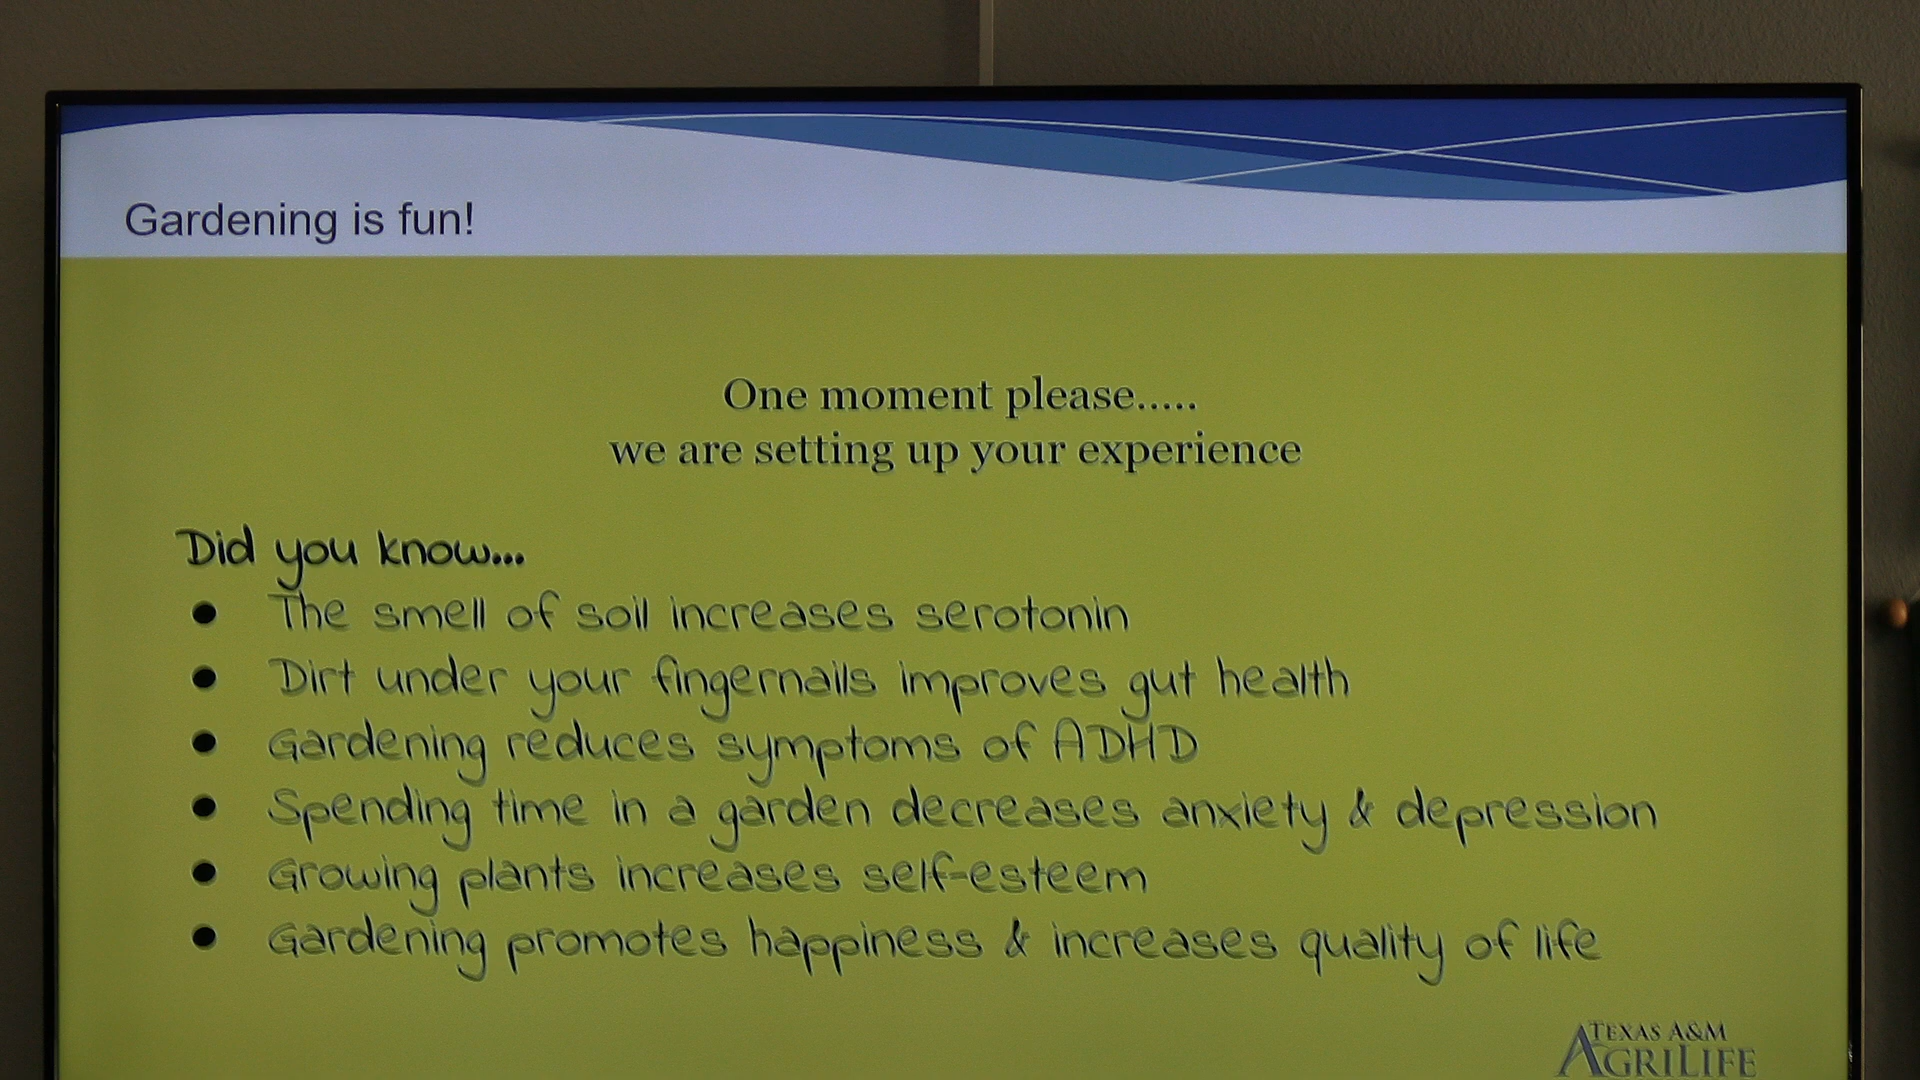 Gardening is fun!
One moment please.....
we are setting up your experience
Did you know...
● The smell of soil increases serotonin
● Dirt under your fingernails improves gut health
● Gardening reduces symptoms of ADHD
● Spending time in a garden decreases anxiety & depression
● Growing plants increases self-esteem
● Gardening promotes happiness & increases quality of life
TEXAS A&M
AGRILIFE